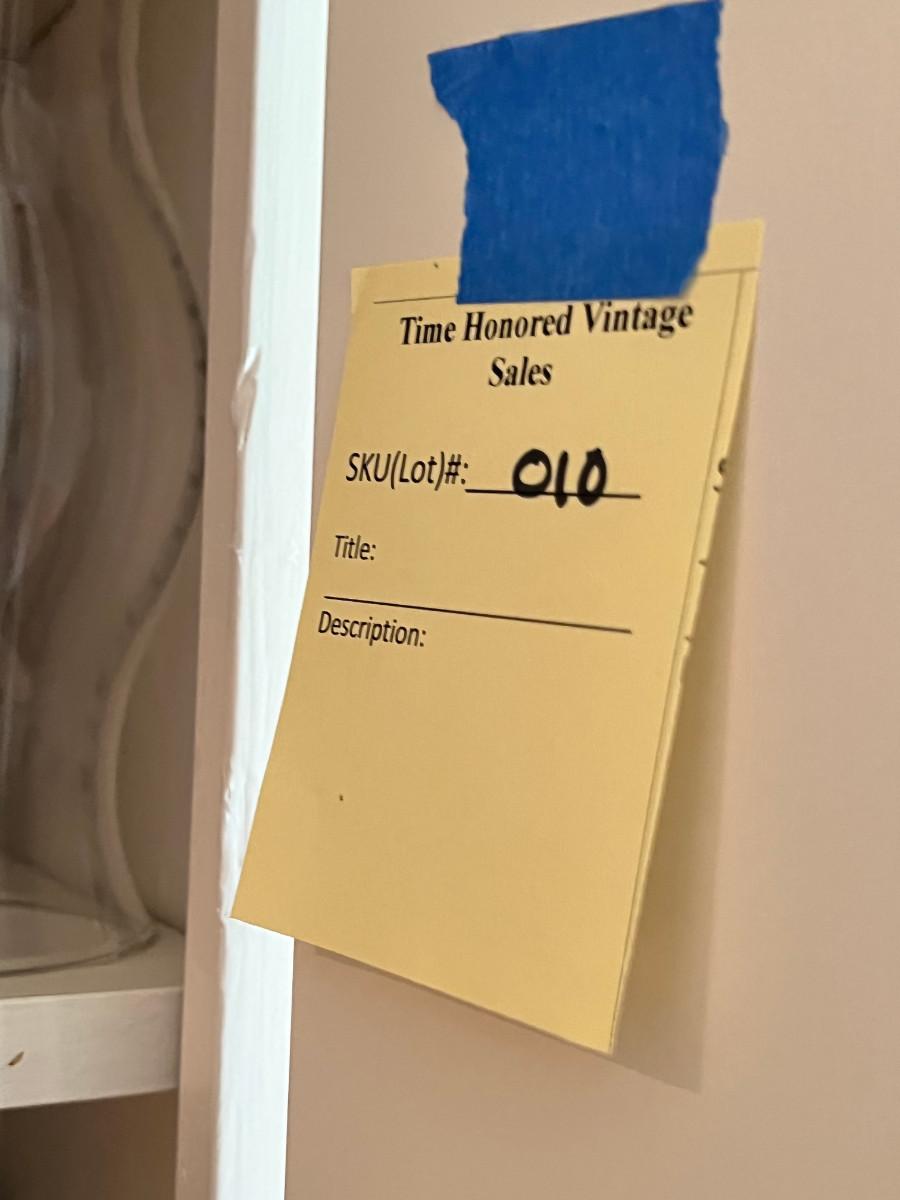 Time Honored Vintage
Sales
SKU(Lot)#: 010
Title:
Description: